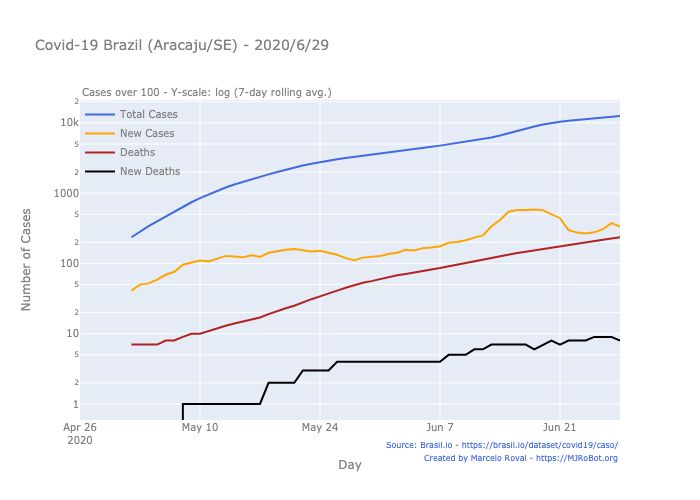 Covid-19 Brazil (Aracaju/SE) - 2020/6/29
Cases over 100 - Y-scale: log (7-day rolling avg.)
Total Cases
New Cases
Deaths
New Deaths
2
10k
5
2
1000
5
2
100
5
2
10
5
2
1
Number of Cases
Apr 26
2020
May 10
May 24
Jun 7
Jun 21
Day
Source: Brasil.io - https://brasil.io/dataset/covid19/caso/
Created by Marcelo Rovai - https://MJRoBot.org